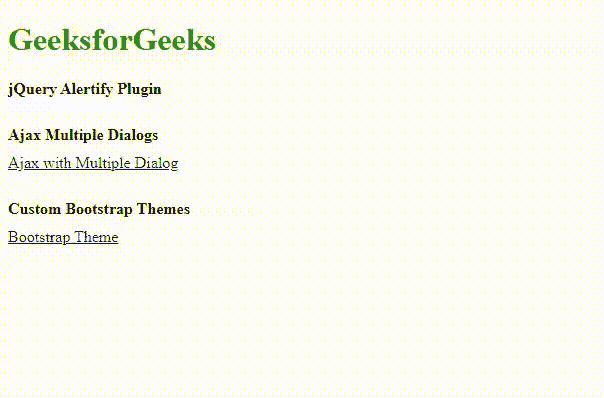 GeeksforGeeks
jQuery Alertify Plugin
Ajax Multiple Dialogs
Ajax with Multiple Dialog
Custom Bootstrap Themes
Bootstrap Theme